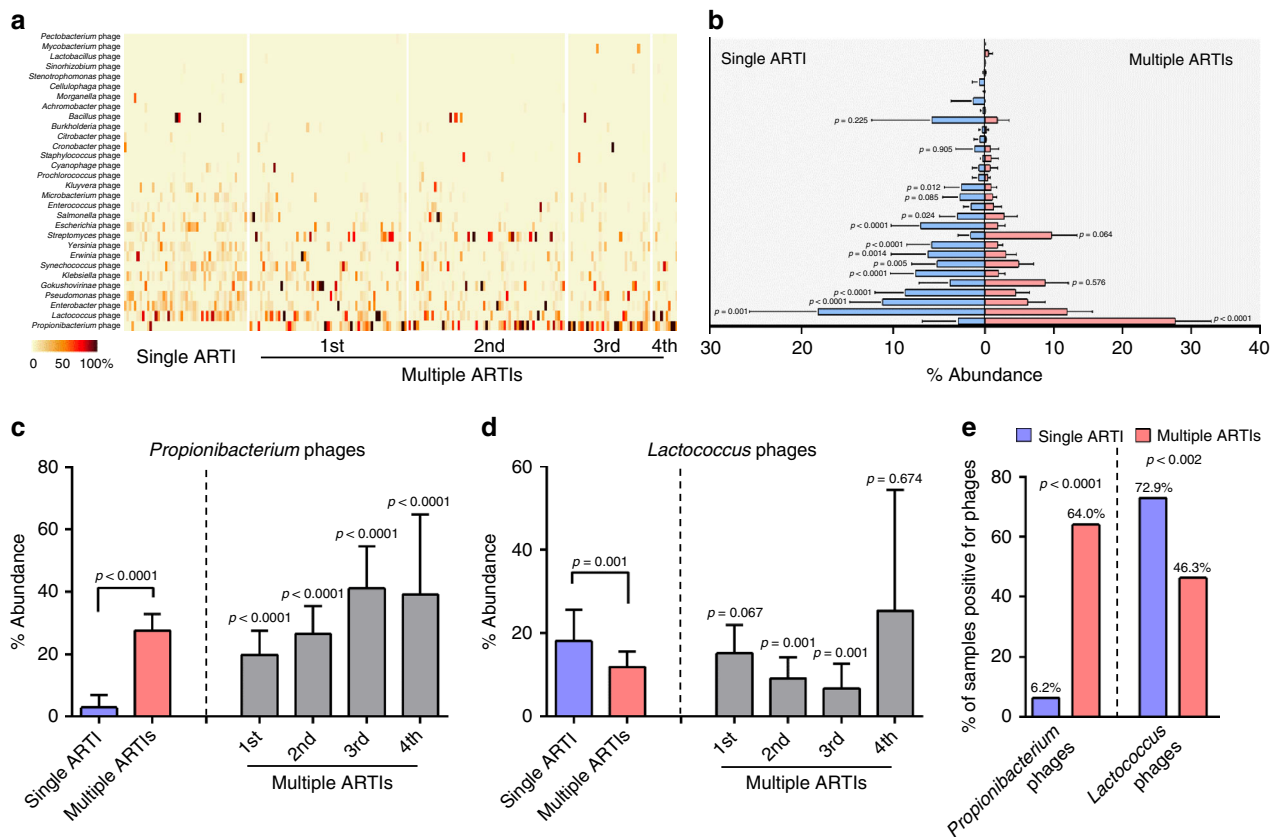 a
Pectobacterium phage
Mycobacterium phage
Lactobacillus phage
Sinorhizobium phage
Stenotrophomonas phage
Cellulophaga phage
Morganella phage
Achromobacter phage
Bacillus phage
Burkholderia phage
Citrobacter phage
Cronobacter phage
Staphylococcus phage
Cyanophage phage
Prochlorococcus phage
Kluyvera phage
Microbacterium phage
Enterococcus phage
Salmonella phage
Escherichia phage
Streptomyces phage
Yersinia phage
Erwinia phage
Synechococcus phage
Klebsiella phage
Gokushovirinae phage
Pseudomonas phage
Enterobacter phage
Lactococcus phage
Propionibacterium phage
0 50 100%
Single ARTI
1st 2nd 3rd 4th
Multiple ARTIs
b
Single ARTI Multiple ARTIs
p = 0.225
p = 0.905
p = 0.012
p = 0.085
p = 0.024
p < 0.0001
p = 0.064
p < 0.0001
p = 0.0014
p = 0.005
p < 0.0001
p = 0.576
p < 0.0001
p < 0.0001
p = 0.001
p < 0.0001
30 20 10 0 10 20 30 40
% Abundance
c
Propionibacterium phages
% Abundance
80
60
40
20
0
p < 0.0001
p < 0.0001
p < 0.0001
p < 0.0001
p < 0.0001
Single ARTI
Multiple ARTIs
1st 2nd 3rd 4th
Multiple ARTIs
d
Lactococcus phages
% Abundance
60
40
20
0
p = 0.001
p = 0.067
p = 0.001
p = 0.001
p = 0.674
Single ARTI
Multiple ARTIs
1st 2nd 3rd 4th
Multiple ARTIs
e
Single ARTI Multiple ARTIs
% of samples positive for phages
80
60
40
20
0
p < 0.0001
p < 0.002
6.2%
64.0%
72.9%
46.3%
Propionibacterium
phages
Lactococcus
phages